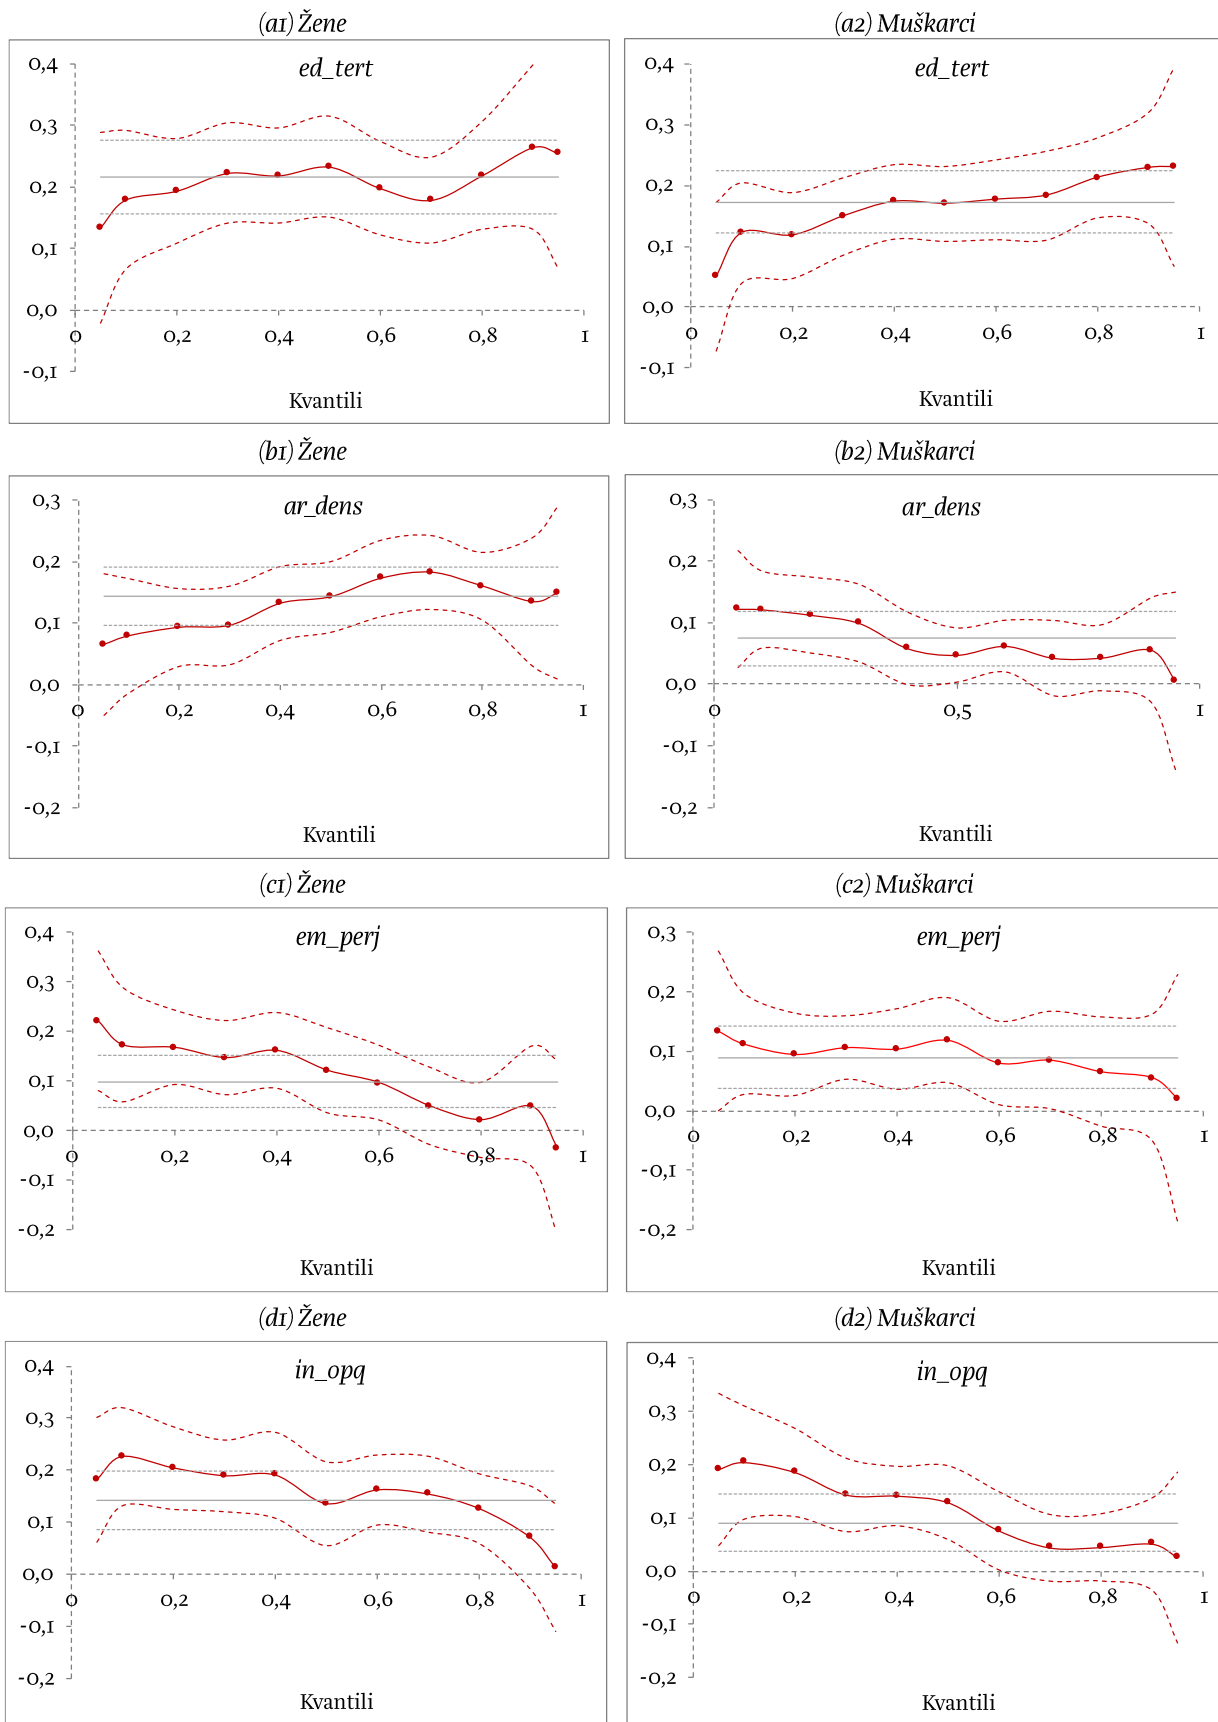 (a1) Žene
(a2) Muškarci
ed_tert
0,4
0,3
0,2
0,1
0,0
-0,1
0 0,2 0,4 0,6 0,8 1
Kvantili
ed_tert
0,4
0,3
0,2
0,1
0,0
-0,1
0 0,2 0,4 0,6 0,8 1
Kvantili
(b1) Žene
(b2) Muškarci
ar_dens
0,3
0,2
0,1
0,0
-0,1
-0,2
0 0,2 0,4 0,6 0,8 1
Kvantili
ar_dens
0,3
0,2
0,1
0,0
-0,1
-0,2
0 0,5 1
Kvantili
(c1) Žene
(c2) Muškarci
em_perj
0,4
0,3
0,2
0,1
0,0
-0,1
-0,2
0 0,2 0,4 0,6 0,8 1
Kvantili
em_perj
0,3
0,2
0,1
0,0
-0,1
-0,2
0 0,2 0,4 0,6 0,8 1
Kvantili
(d1) Žene
(d2) Muškarci
in_opq
0,4
0,3
0,2
0,1
0,0
-0,1
-0,2
0 0,2 0,4 0,6 0,8 1
Kvantili
in_opq
0,4
0,3
0,2
0,1
0,0
-0,1
-0,2
0 0,2 0,4 0,6 0,8 1
Kvantili